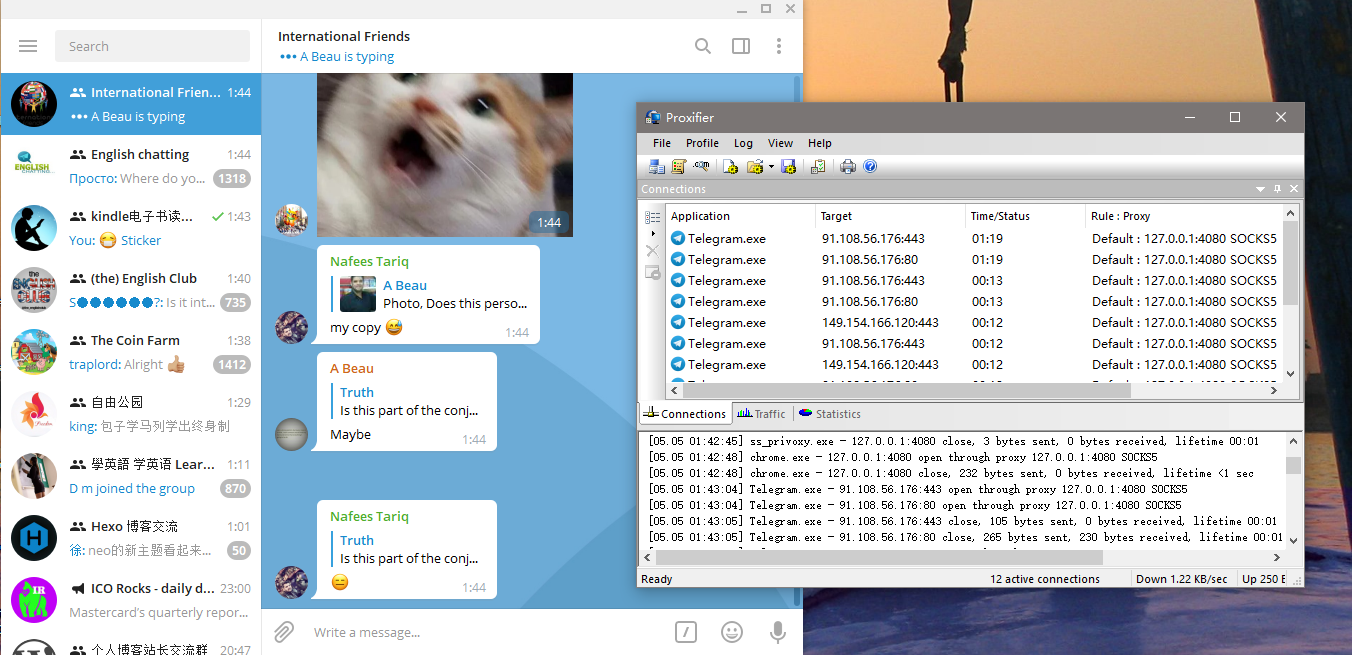 Search
International Friends
••• A Beau is typing
International Frien... 1:44
••• A Beau is typing
English chatting 1:44
Просто: Where do yo... 1318
kindle电子书读... 1:43
You: 😁 Sticker
(the) English Club 1:40
S●●●●●●?: Is it int... 735
The Coin Farm 1:38
traplord: Alright 👍🏼 1412
自由公园 1:29
king: 包子学马列学出终身制
學英語 学英语 Lear... 1:11
D m joined the group 870
Hexo 博客交流 1:01
徐: neo的新主题看起来... 50
ICO Rocks - daily d... 23:00
Mastercard's quarterly repor...
个人博客站长交流群 20:47
1:44
Nafees Tariq
A Beau
Photo, Does this perso...
my copy 😅 1:44
A Beau
Truth
Is this part of the conj...
Maybe 1:44
Nafees Tariq
Truth
Is this part of the conj...
😑 1:44
Write a message...
Proxifier
File Profile Log View Help
.com
Connections
Application Target Time/Status Rule : Proxy
Telegram.exe 91.108.56.176:443 01:19 Default : 127.0.0.1:4080 SOCKS5
Telegram.exe 91.108.56.176:80 01:19 Default : 127.0.0.1:4080 SOCKS5
Telegram.exe 91.108.56.176:443 00:13 Default : 127.0.0.1:4080 SOCKS5
Telegram.exe 91.108.56.176:80 00:13 Default : 127.0.0.1:4080 SOCKS5
Telegram.exe 149.154.166.120:443 00:12 Default : 127.0.0.1:4080 SOCKS5
Telegram.exe 91.108.56.176:443 00:12 Default : 127.0.0.1:4080 SOCKS5
Telegram.exe 149.154.166.120:443 00:12 Default : 127.0.0.1:4080 SOCKS5
Connections Traffic Statistics
[05.05 01:42:45] ss_privoxy.exe - 127.0.0.1:4080 close, 3 bytes sent, 0 bytes received, lifetime 00:01
[05.05 01:42:48] chrome.exe - 127.0.0.1:4080 open through proxy 127.0.0.1:4080 SOCKS5
[05.05 01:42:48] chrome.exe - 127.0.0.1:4080 close, 232 bytes sent, 0 bytes received, lifetime <1 sec
[05.05 01:43:04] Telegram.exe - 91.108.56.176:443 open through proxy 127.0.0.1:4080 SOCKS5
[05.05 01:43:04] Telegram.exe - 91.108.56.176:80 open through proxy 127.0.0.1:4080 SOCKS5
[05.05 01:43:05] Telegram.exe - 91.108.56.176:443 close, 105 bytes sent, 0 bytes received, lifetime 00:01
[05.05 01:43:05] Telegram.exe - 91.108.56.176:80 close, 265 bytes sent, 230 bytes received, lifetime 00:01
Ready 12 active connections Down 1.22 KB/sec Up 250 B